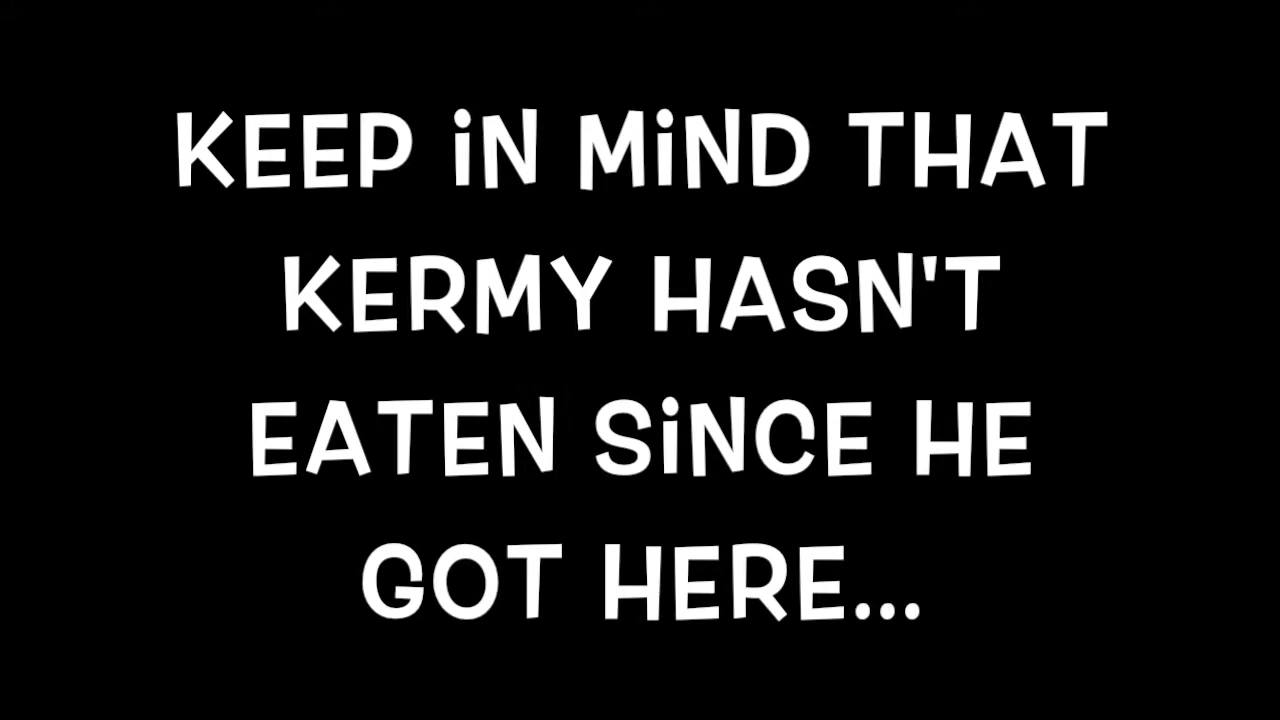 KEEP iN MiND THAT
KERMY HASN'T
EATEN SiNCE HE
GOT HERE...